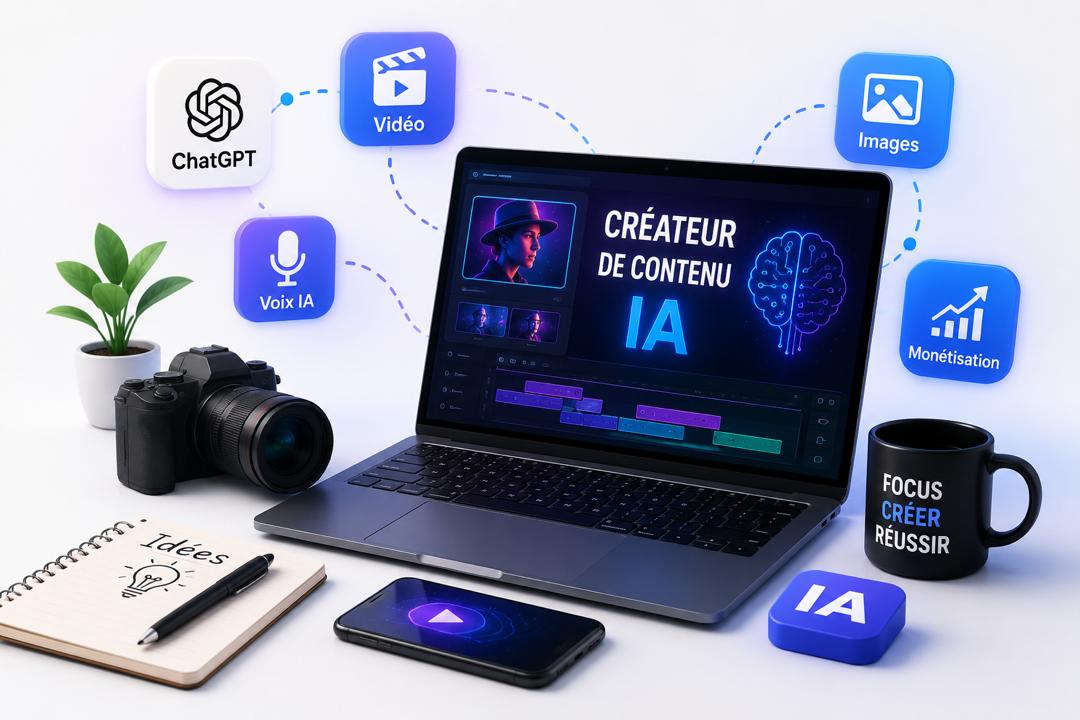 ChatGPT
Vidéo
Images
Voix IA
Monétisation
CRÉATEUR
DE CONTENU
IA
FOCUS
CRÉER
RÉUSSIR
Idées
IA